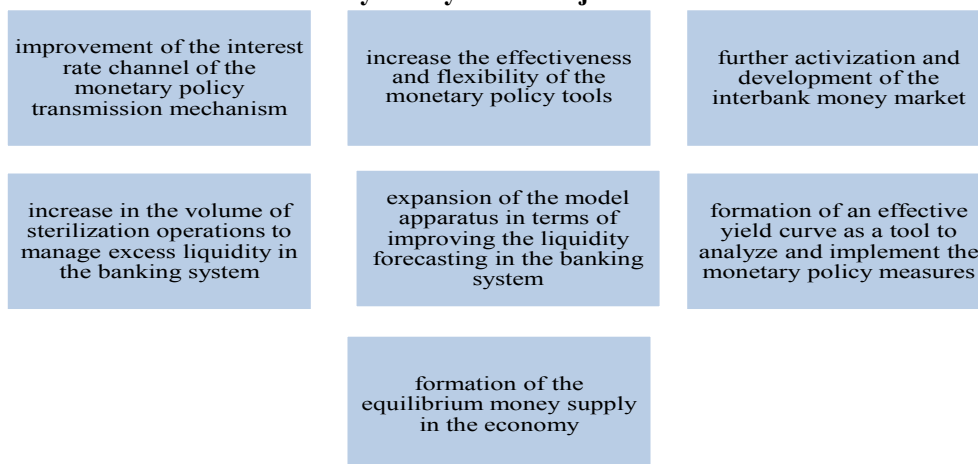 improvement of the interest
rate channel of the
monetary policy
transmission mechanism
increase the effectiveness
and flexibility of the
monetary policy tools
further activization and
development of the
interbank money market
increase in the volume of
sterilization operations to
manage excess liquidity in
the banking system
expansion of the model
apparatus in terms of
improving the liquidity
forecasting in the banking
system
formation of an effective
yield curve as a tool to
analyze and implement the
monetary policy measures
formation of the
equilibrium money supply
in the economy